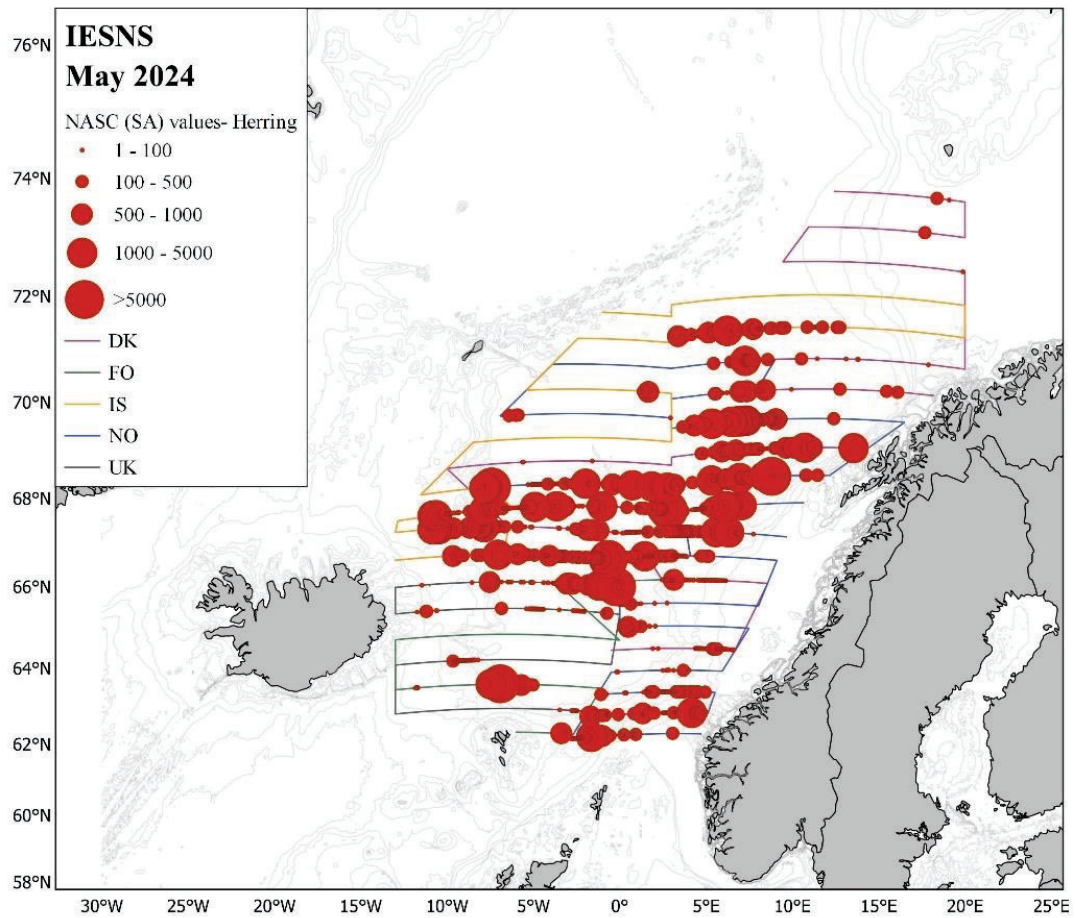 IESNS
May 2024
NASC (SA) values- Herring
1 - 100
100 - 500
500 - 1000
1000 - 5000
>5000
DK
FO
IS
NO
UK
76°N
74°N
72°N
70°N
68°N
66°N
64°N
62°N
60°N
58°N
30°W 25°W 20°W 15°W 10°W 5°W 0° 5°E 10°E 15°E 20°E 25°E